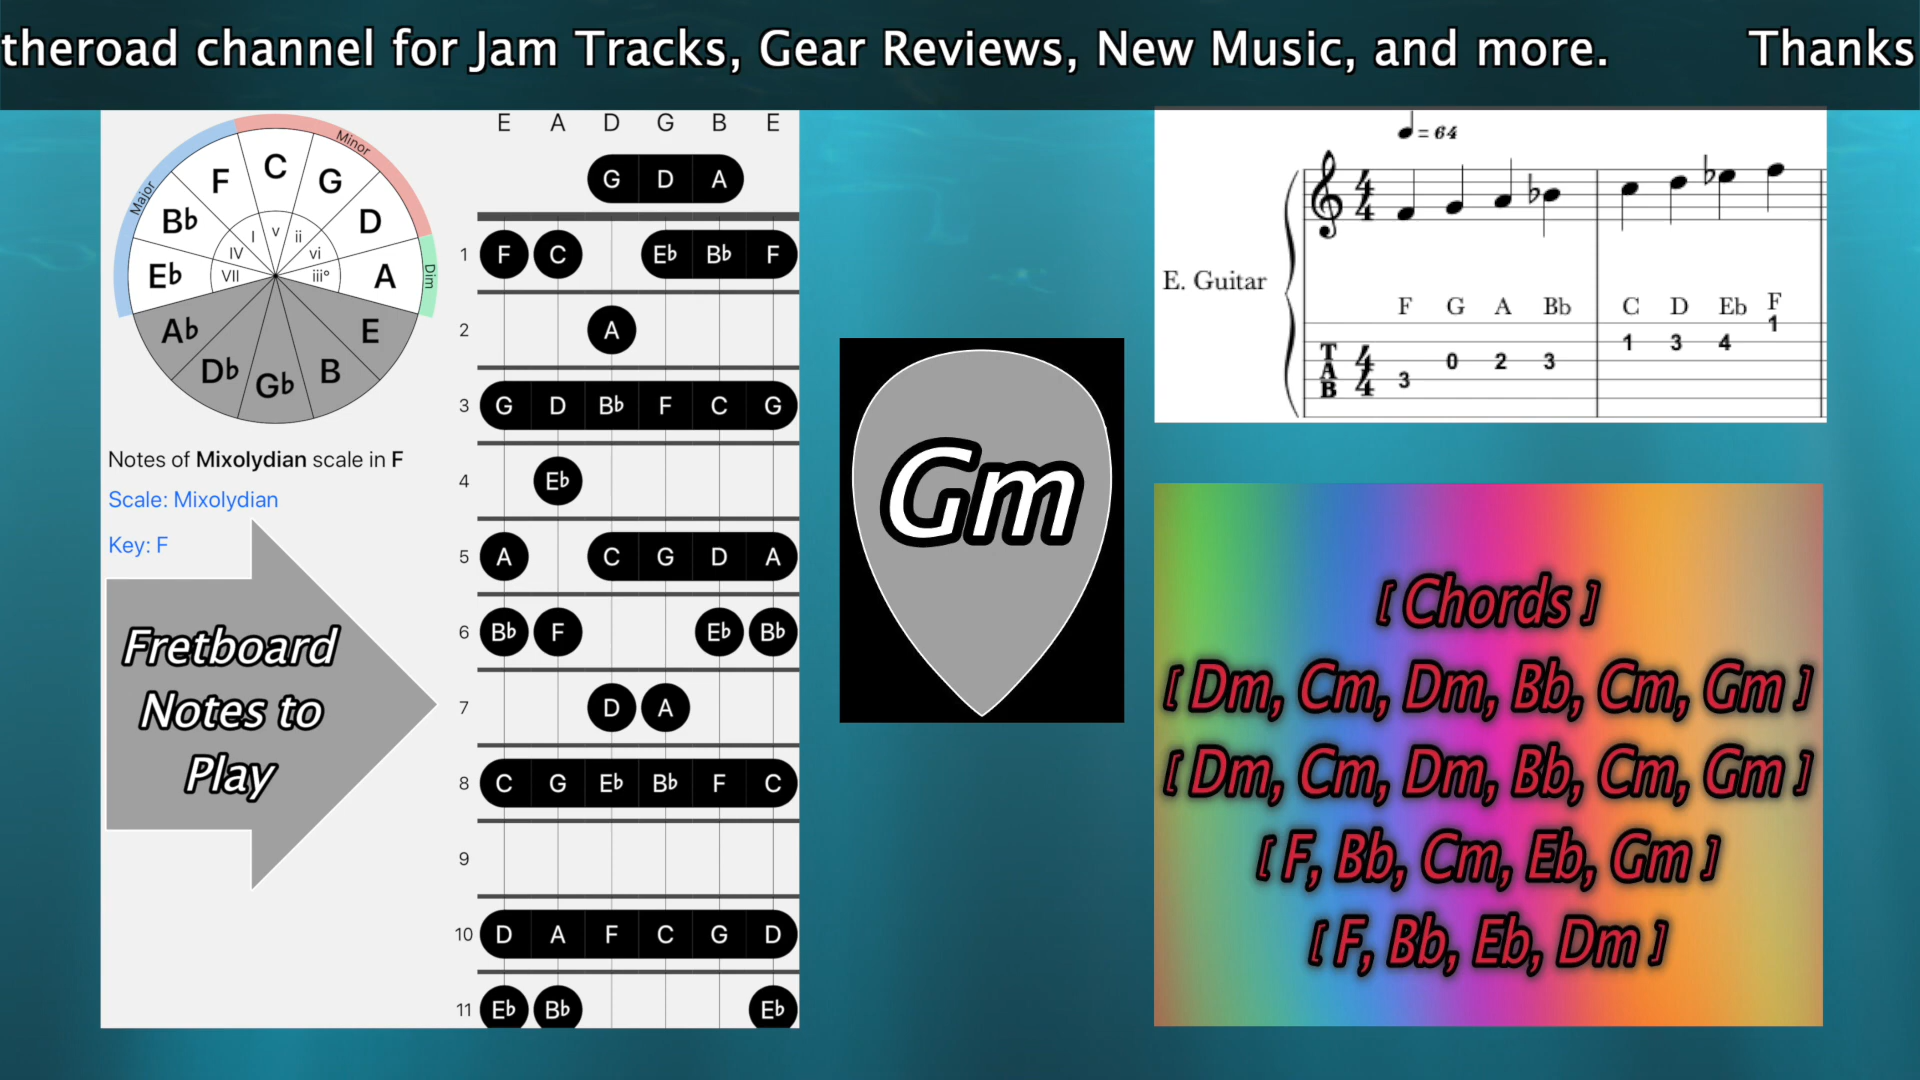 theroad channel for Jam Tracks, Gear Reviews, New Music, and more. Thanks
Minor
Major
Dim
C
G
D
A
E
B
Gb
Db
Ab
Eb
Bb
F
I V ii
IV vi
VII iii°
Notes of Mixolydian scale in F
Scale: Mixolydian
Key: F
Fretboard
Notes to
Play
E A D G B E
G D A
1 F C Eb Bb F
2 A
3 G D Bb F C G
4 Eb
5 A C G D A
6 Bb F Eb Bb
7 D A
8 C G Eb Bb F C
9
10 D A F C G D
11 Eb Bb Eb
Gm
= 64
4
4
E. Guitar
F G A Bb C D Eb F
T
A
B
4
4
3 0 2 3 1 3 4 1
[ Chords ]
[ Dm, Cm, Dm, Bb, Cm, Gm ]
[ Dm, Cm, Dm, Bb, Cm, Gm ]
[ F, Bb, Cm, Eb, Gm ]
[ F, Bb, Eb, Dm ]